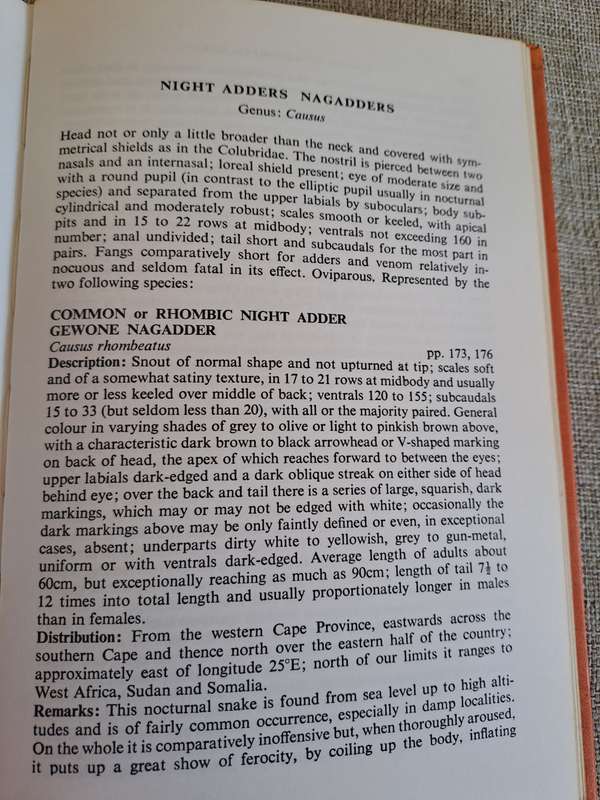 NIGHT ADDERS NAGADDERS
Genus: Causus
Head not or only a little broader than the neck and covered with sym-
metrical shields as in the Colubridae. The nostril is pierced between two
nasals and an internasal; loreal shield present; eye of moderate size and
with a round pupil (in contrast to the elliptic pupil usually in nocturnal
species) and separated from the upper labials by suboculars; body sub-
cylindrical and moderately robust; scales smooth or keeled, with apical
pits and in 15 to 22 rows at midbody; ventrals not exceeding 160 in
number; anal undivided; tail short and subcaudals for the most part in
pairs. Fangs comparatively short for adders and venom relatively in-
nocuous and seldom fatal in its effect. Oviparous. Represented by the
two following species:
COMMON or RHOMBIC NIGHT ADDER
GEWONE NAGADDER
Causus rhombeatus
pp. 173, 176
Description: Snout of normal shape and not upturned at tip; scales soft
and of a somewhat satiny texture, in 17 to 21 rows at midbody and usually
more or less keeled over middle of back; ventrals 120 to 155; subcaudals
15 to 33 (but seldom less than 20), with all or the majority paired. General
colour in varying shades of grey to olive or light to pinkish brown above,
with a characteristic dark brown to black arrowhead or V-shaped marking
on back of head, the apex of which reaches forward to between the eyes;
upper labials dark-edged and a dark oblique streak on either side of head
behind eye; over the back and tail there is a series of large, squarish, dark
markings, which may or may not be edged with white; occasionally the
dark markings above may be only faintly defined or even, in exceptional
cases, absent; underparts dirty white to yellowish, grey to gun-metal,
uniform or with ventrals dark-edged. Average length of adults about
60cm, but exceptionally reaching as much as 90cm; length of tail 7½ to
12 times into total length and usually proportionately longer in males
than in females.
Distribution: From the western Cape Province, eastwards across the
southern Cape and thence north over the eastern half of the country;
approximately east of longitude 25°E; north of our limits it ranges to
West Africa, Sudan and Somalia.
Remarks: This nocturnal snake is found from sea level up to high alti-
tudes and is of fairly common occurrence, especially in damp localities.
On the whole it is comparatively inoffensive but, when thoroughly aroused,
it puts up a great show of ferocity, by coiling up the body, inflating